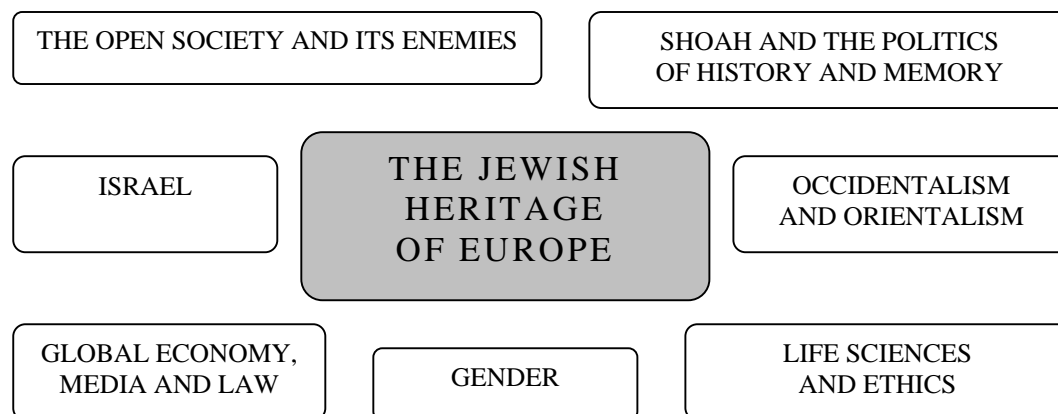 THE OPEN SOCIETY AND ITS ENEMIES
SHOAH AND THE POLITICS
OF HISTORY AND MEMORY
ISRAEL
THE JEWISH
HERITAGE
OF EUROPE
OCCIDENTALISM
AND ORIENTALISM
GLOBAL ECONOMY,
MEDIA AND LAW
GENDER
LIFE SCIENCES
AND ETHICS